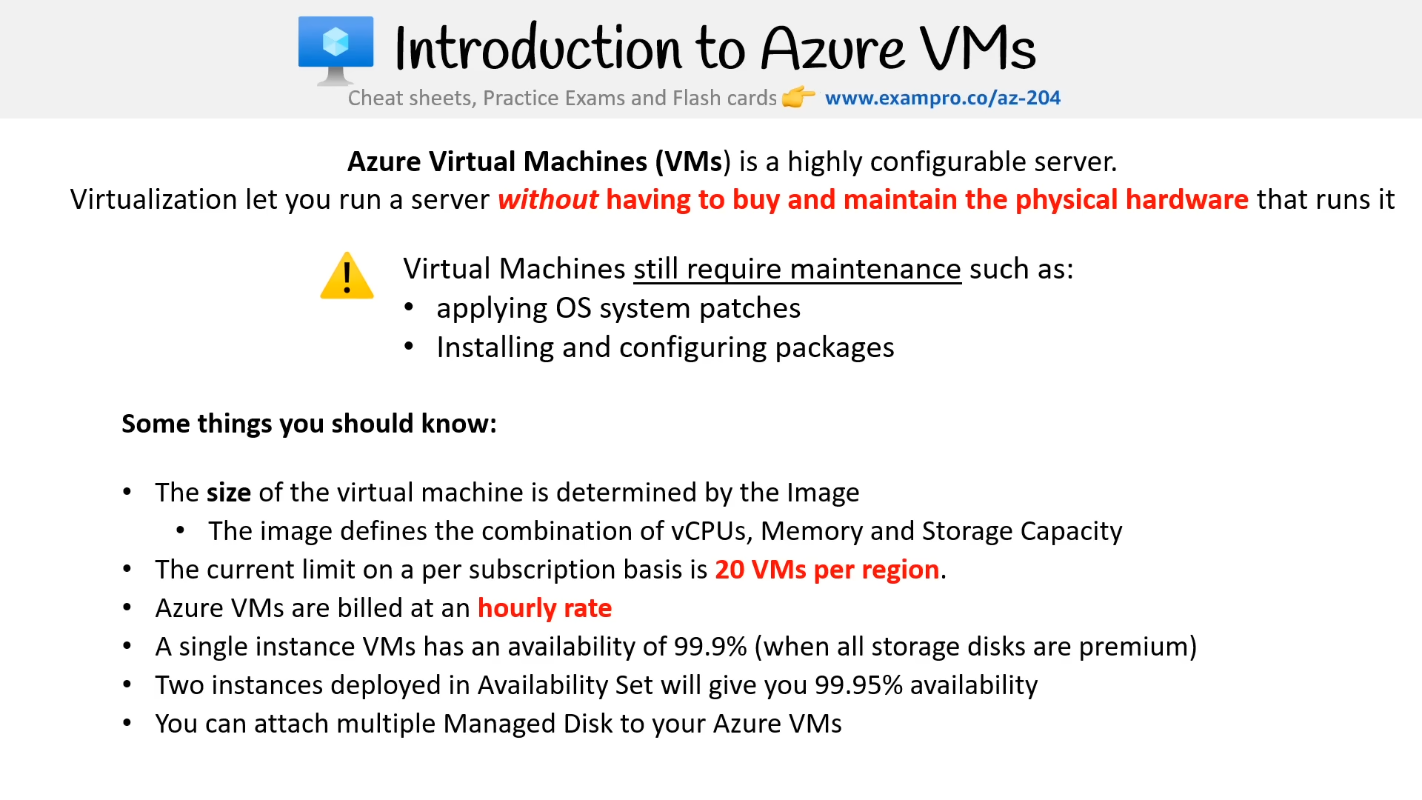 Introduction to Azure VMs
Cheat sheets, Practice Exams and Flash cards 👉 www.exampro.co/az-204
Azure Virtual Machines (VMs) is a highly configurable server.
Virtualization let you run a server without having to buy and maintain the physical hardware that runs it
Virtual Machines still require maintenance such as:
• applying OS system patches
• Installing and configuring packages
Some things you should know:
• The size of the virtual machine is determined by the Image
• The image defines the combination of vCPUs, Memory and Storage Capacity
• The current limit on a per subscription basis is 20 VMs per region.
• Azure VMs are billed at an hourly rate
• A single instance VMs has an availability of 99.9% (when all storage disks are premium)
• Two instances deployed in Availability Set will give you 99.95% availability
• You can attach multiple Managed Disk to your Azure VMs